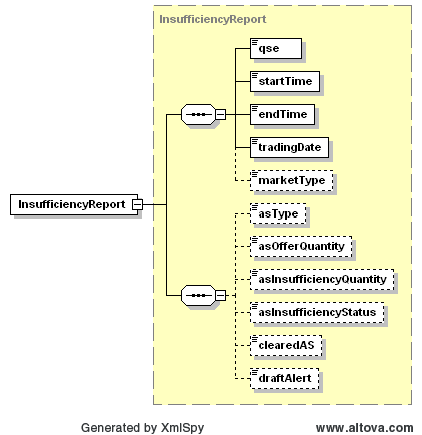 InsufficiencyReport
qse
startTime
endTime
tradingDate
marketType
InsufficiencyReport
asType
asOfferQuantity
asInsufficiencyQuantity
asInsufficiencyStatus
clearedAS
draftAlert
Generated by XmlSpy
www.altova.com